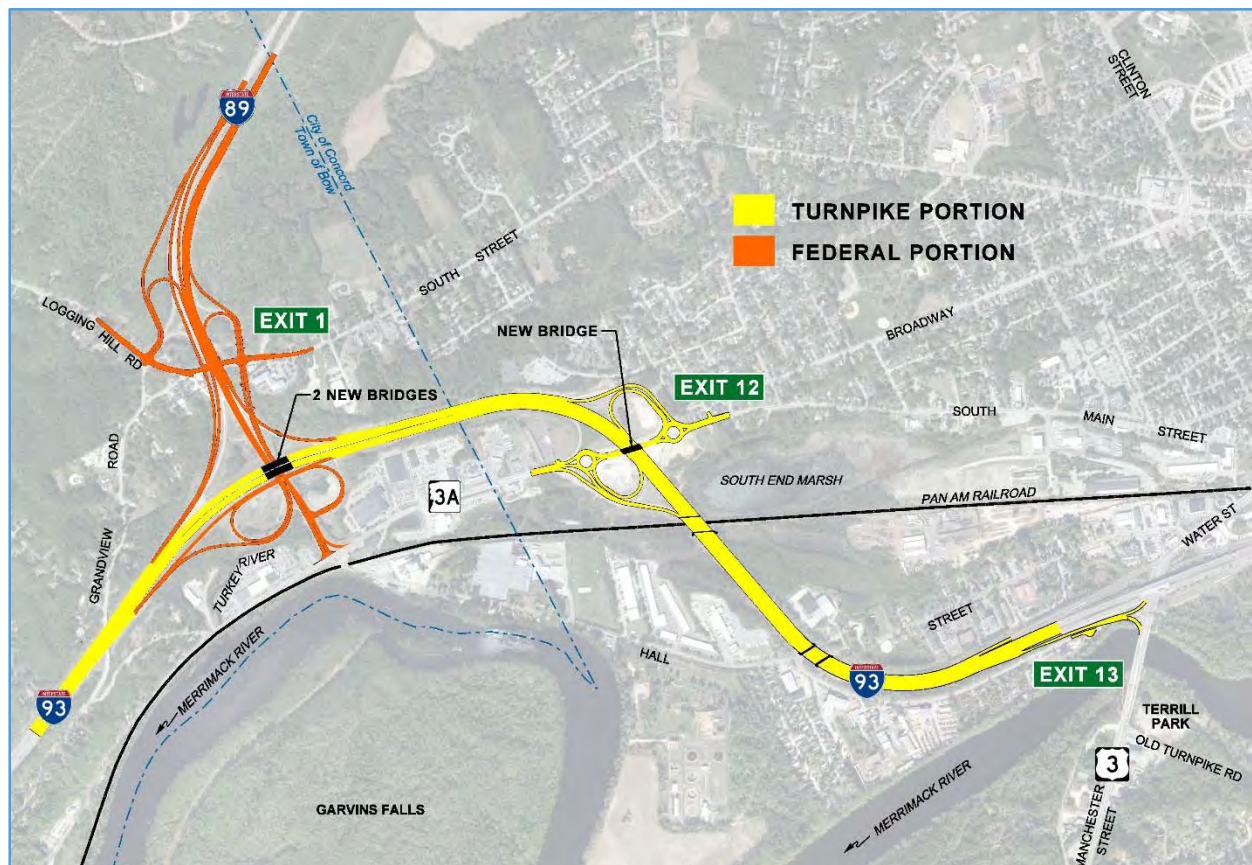 CLINTON
STREET
INTERSTATE
89
City of Concord
Town of Bow
TURNPIKE PORTION
FEDERAL PORTION
SOUTH STREET
LOGGING HILL RD
EXIT 1
NEW BRIDGE
BROADWAY
2 NEW BRIDGES
EXIT 12
SOUTH MAIN STREET
GRANDVIEW ROAD
3A
SOUTH END MARSH
PAN AM RAILROAD
WATER ST
TURKEY RIVER
HALL STREET
MERRIMACK RIVER
INTERSTATE
93
INTERSTATE
93
EXIT 13
TERRILL
PARK
OLD TURNPIKE RD
3
GARVINS FALLS
MERRIMACK RIVER
MANCHESTER
STREET